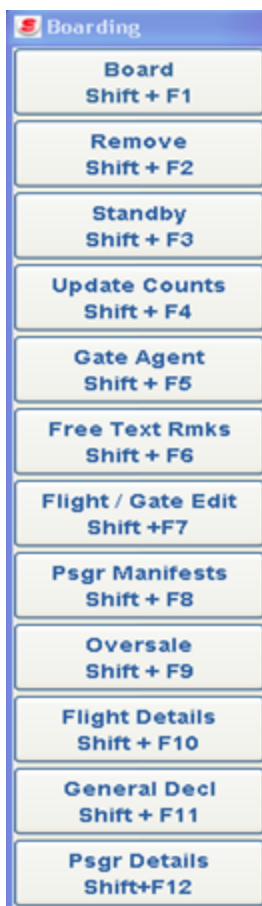 Boarding
Board
Shift + F1
Remove
Shift + F2
Standby
Shift + F3
Update Counts
Shift + F4
Gate Agent
Shift + F5
Free Text Rmks
Shift + F6
Flight / Gate Edit
Shift +F7
Psgr Manifests
Shift + F8
Oversale
Shift + F9
Flight Details
Shift + F10
General Decl
Shift + F11
Psgr Details
Shift+F12